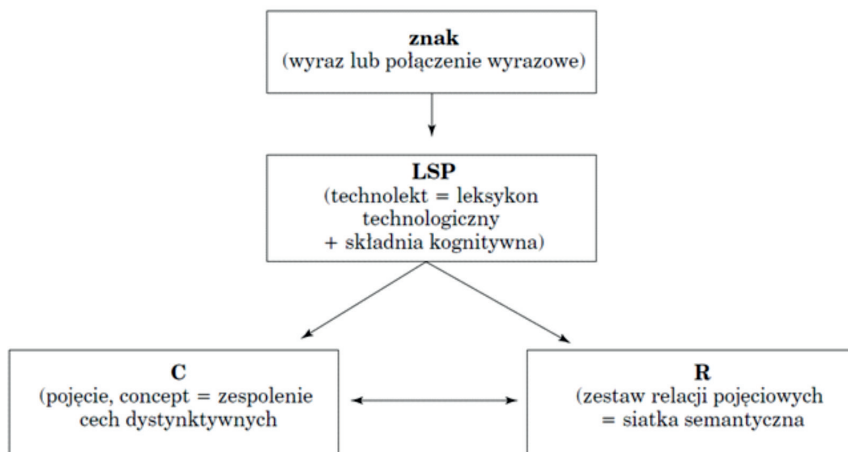 znak
(wyraz lub połączenie wyrazowe)
LSP
(technolekt = leksykon
technologiczny
+ składnia kognitywna)
C
(pojęcie, concept = zespolenie
cech dystynktywnych
R
(zestaw relacji pojęciowych
= siatka semantyczna